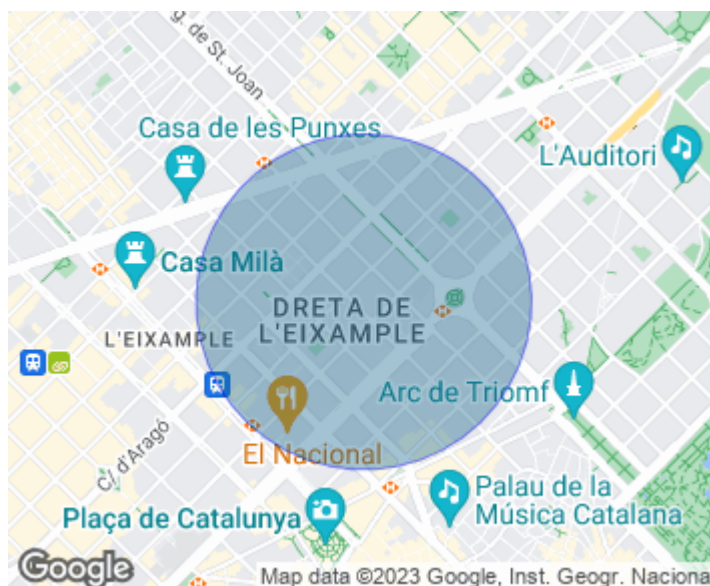 g. de St. Joan
Casa de les Punxes
L'Auditori
Casa Milà
DRETA DE
L'EIXAMPLE
L'EIXAMPLE
Arc de Triomf
C/ d'Aragó
El Nacional
Palau de la
Música Catalana
Plaça de Catalunya
Google
Map data ©2023 Google, Inst. Geogr. Naciona